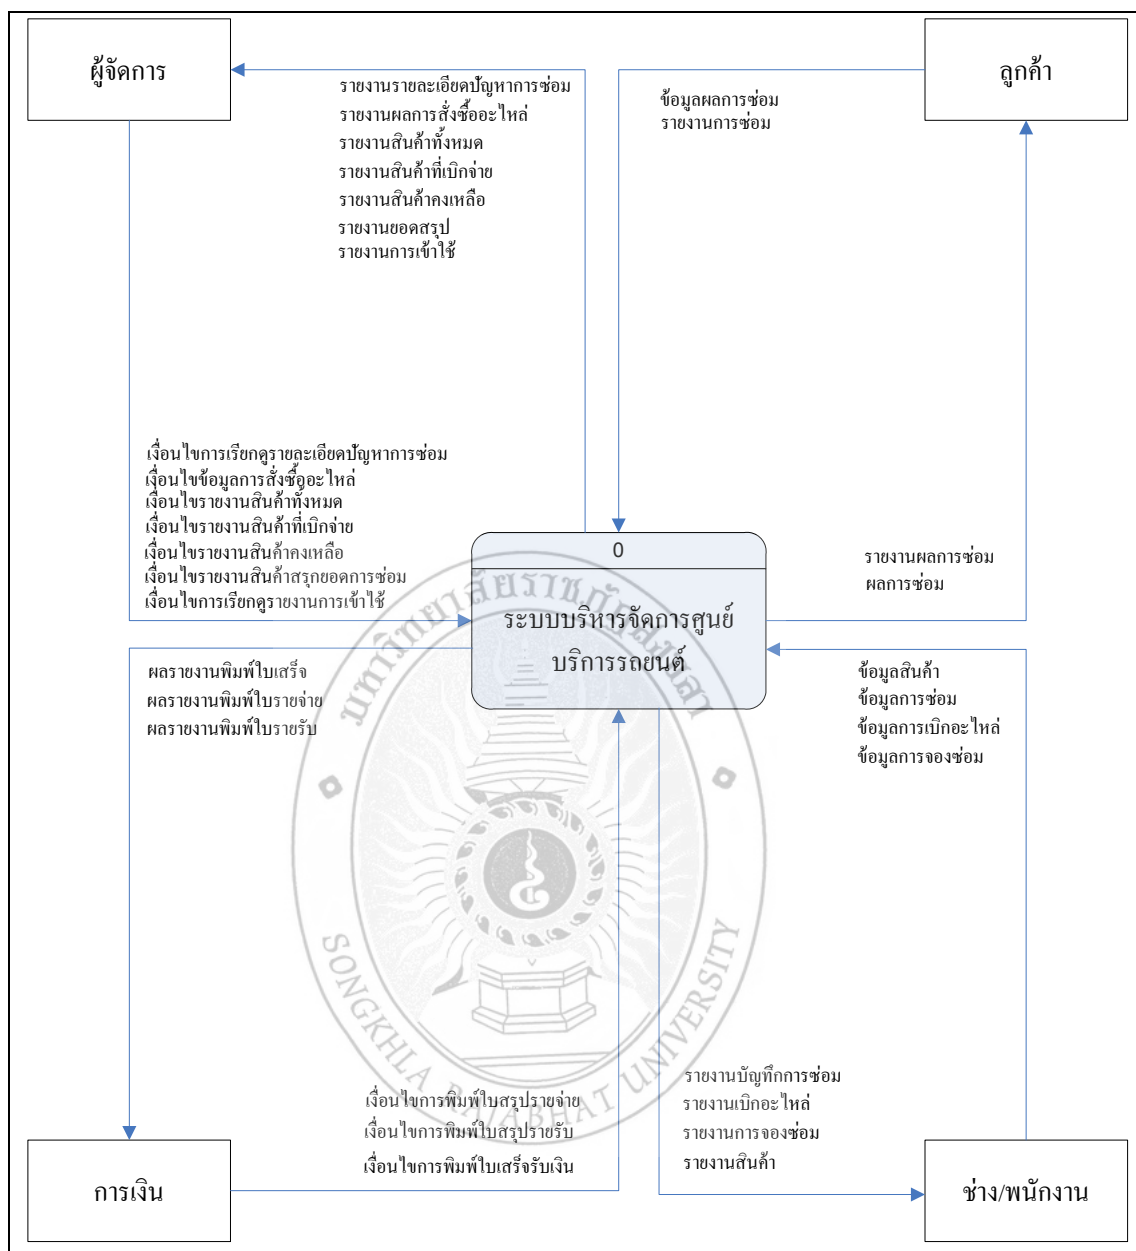 ผู้จัดการ
ลูกค้า
รายงานรายละเอียดปัญหาการซ่อม
รายงานผลการสั่งซื้ออะไหล่
รายงานสินค้าทั้งหมด
รายงานสินค้าที่เบิกจ่าย
รายงานสินค้าคงเหลือ
รายงานยอดสรุป
รายงานการเข้าใช้
ข้อมูลผลการซ่อม
รายงานการซ่อม
เงื่อนไขการเรียกดูรายละเอียดปัญหาการซ่อม
เงื่อนไขข้อมูลการสั่งซื้ออะไหล่
เงื่อนไขรายงานสินค้าทั้งหมด
เงื่อนไขรายงานสินค้าที่เบิกจ่าย
เงื่อนไขรายงานสินค้าคงเหลือ
เงื่อนไขรายงานสินค้าสรุกยอดการซ่อม
เงื่อนไขการเรียกดูรายงานการเข้าใช้
0
ระบบบริหารจัดการศูนย์
บริการรถยนต์
รายงานผลการซ่อม
ผลการซ่อม
ผลรายงานพิมพ์ใบเสร็จ
ผลรายงานพิมพ์ใบรายจ่าย
ผลรายงานพิมพ์ใบรายรับ
ข้อมูลสินค้า
ข้อมูลการซ่อม
ข้อมูลการเบิกอะไหล่
ข้อมูลการจองซ่อม
มหาวิทยาลัยราชภัฏสงขลา
SONGKHLA RAJABHAT UNIVERSITY
เงื่อนไขการพิมพ์ใบสรุปรายจ่าย
เงื่อนไขการพิมพ์ใบสรุปรายรับ
เงื่อนไขการพิมพ์ใบเสร็จรับเงิน
รายงานบัญทึกการซ่อม
รายงานเบิกอะไหล่
รายงานการจองซ่อม
รายงานสินค้า
การเงิน
ช่าง/พนักงาน